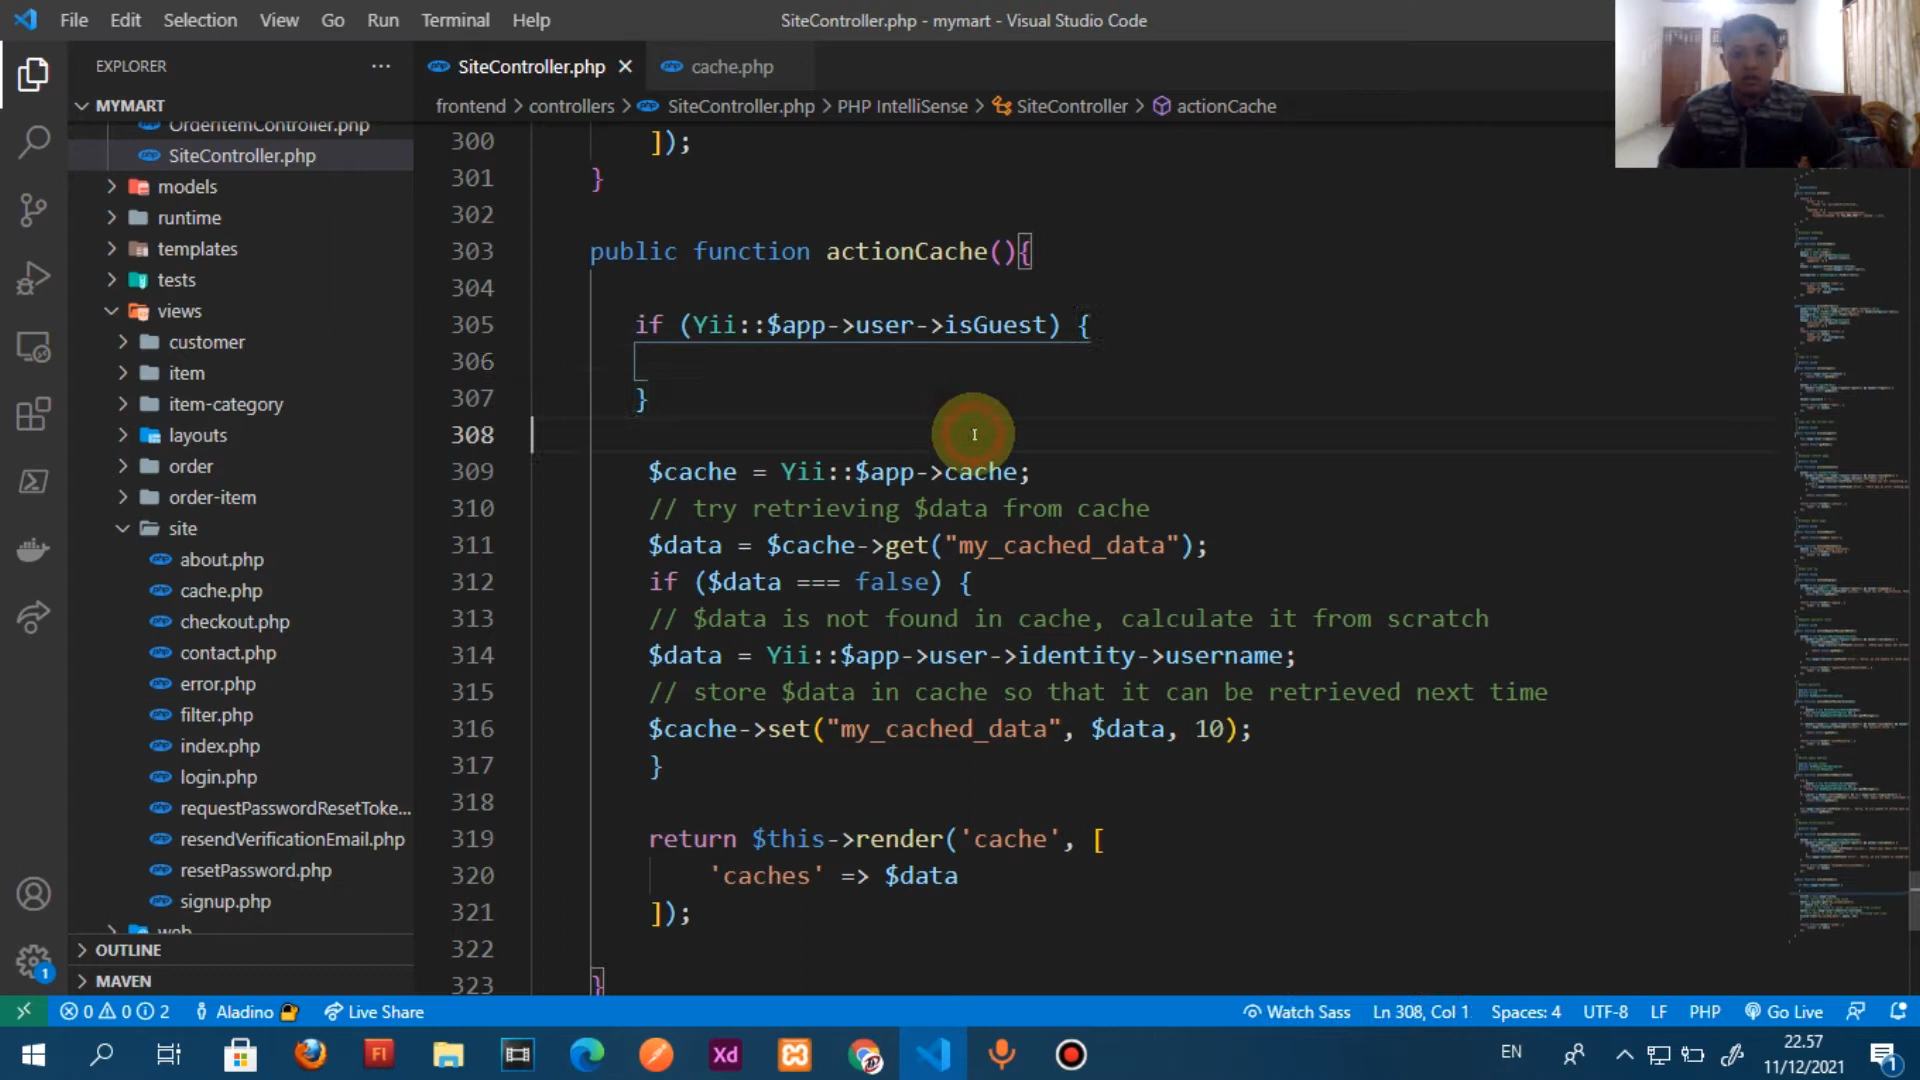 File Edit Selection View Go Run Terminal Help
SiteController.php - mymart - Visual Studio Code
EXPLORER
MYMART
OrderItemController.php
SiteController.php
models
runtime
templates
tests
views
customer
item
item-category
layouts
order
order-item
site
about.php
cache.php
checkout.php
contact.php
error.php
filter.php
index.php
login.php
requestPasswordResetToke...
resendVerificationEmail.php
resetPassword.php
signup.php
web
OUTLINE
MAVEN
SiteController.php cache.php
frontend > controllers > SiteController.php > PHP IntelliSense > SiteController > actionCache
300 ]);
301 }
302
303 public function actionCache(){
304
305 if (Yii::$app->user->isGuest) {
306
307 }
308
309 $cache = Yii::$app->cache;
310 // try retrieving $data from cache
311 $data = $cache->get("my_cached_data");
312 if ($data === false) {
313 // $data is not found in cache, calculate it from scratch
314 $data = Yii::$app->user->identity->username;
315 // store $data in cache so that it can be retrieved next time
316 $cache->set("my_cached_data", $data, 10);
317 }
318
319 return $this->render('cache', [
320 'caches' => $data
321 ]);
322
323 }
1
0 0 2 Aladino Live Share
Watch Sass Ln 308, Col 1 Spaces: 4 UTF-8 LF PHP Go Live
Fl Xd
EN
22.57
11/12/2021
1